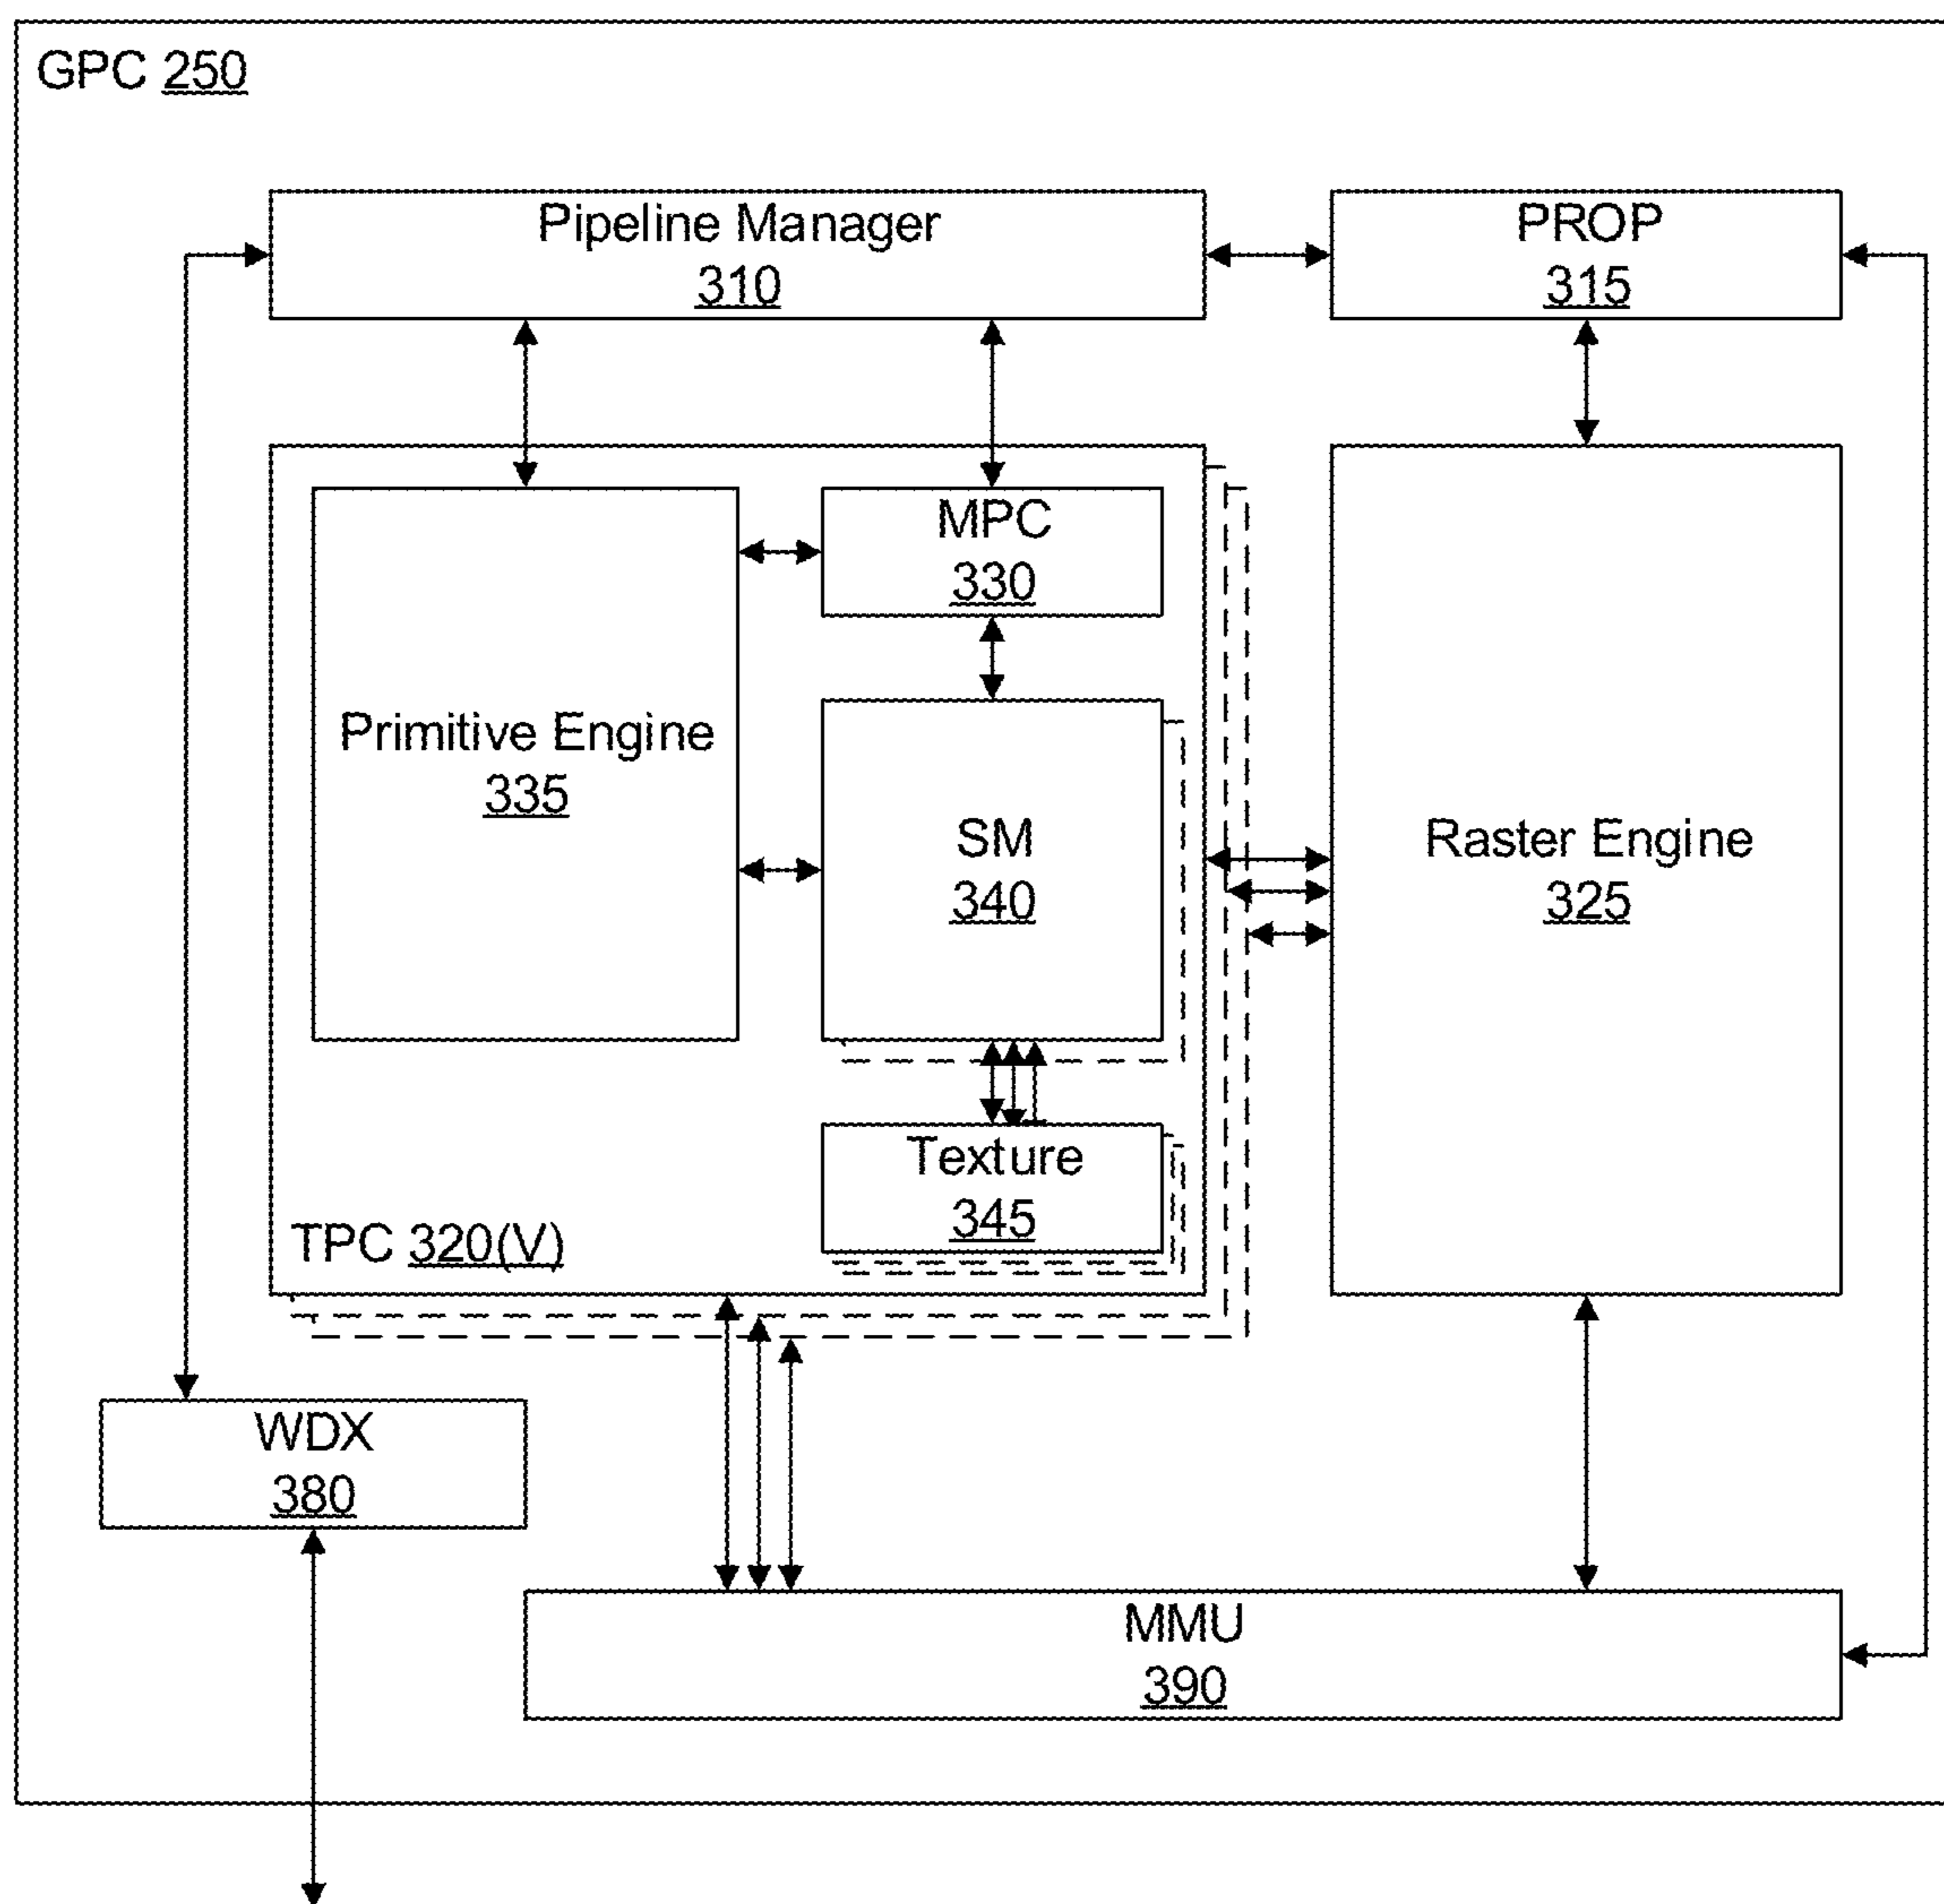 GPC 250
Pipeline Manager
310
PROP
315
MPC
330
Primitive Engine
335
SM
340
Raster Engine
325
Texture
345
TPC 320(V)
WDX
380
MMU
390